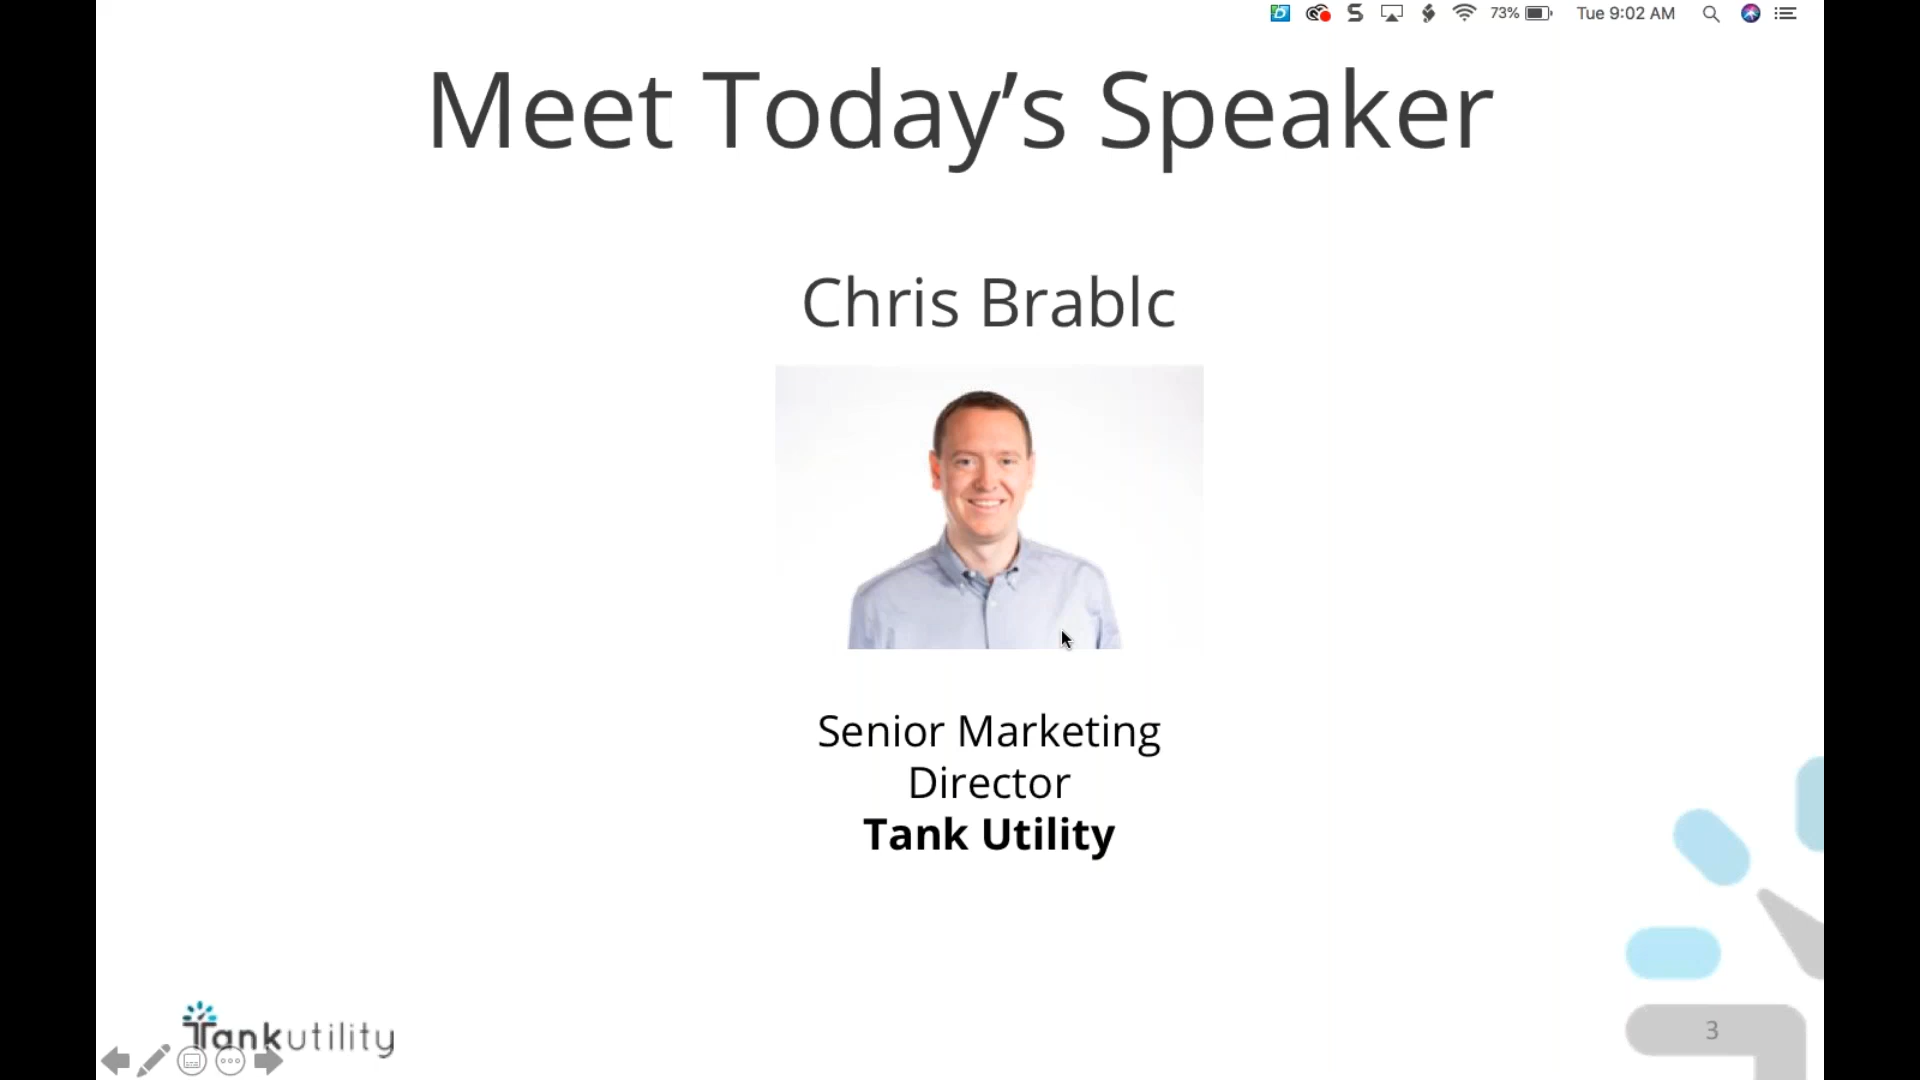 73% Tue 9:02 AM
Meet Today’s Speaker
Chris Brablc
Senior Marketing
Director
Tank Utility
Tankutility
3